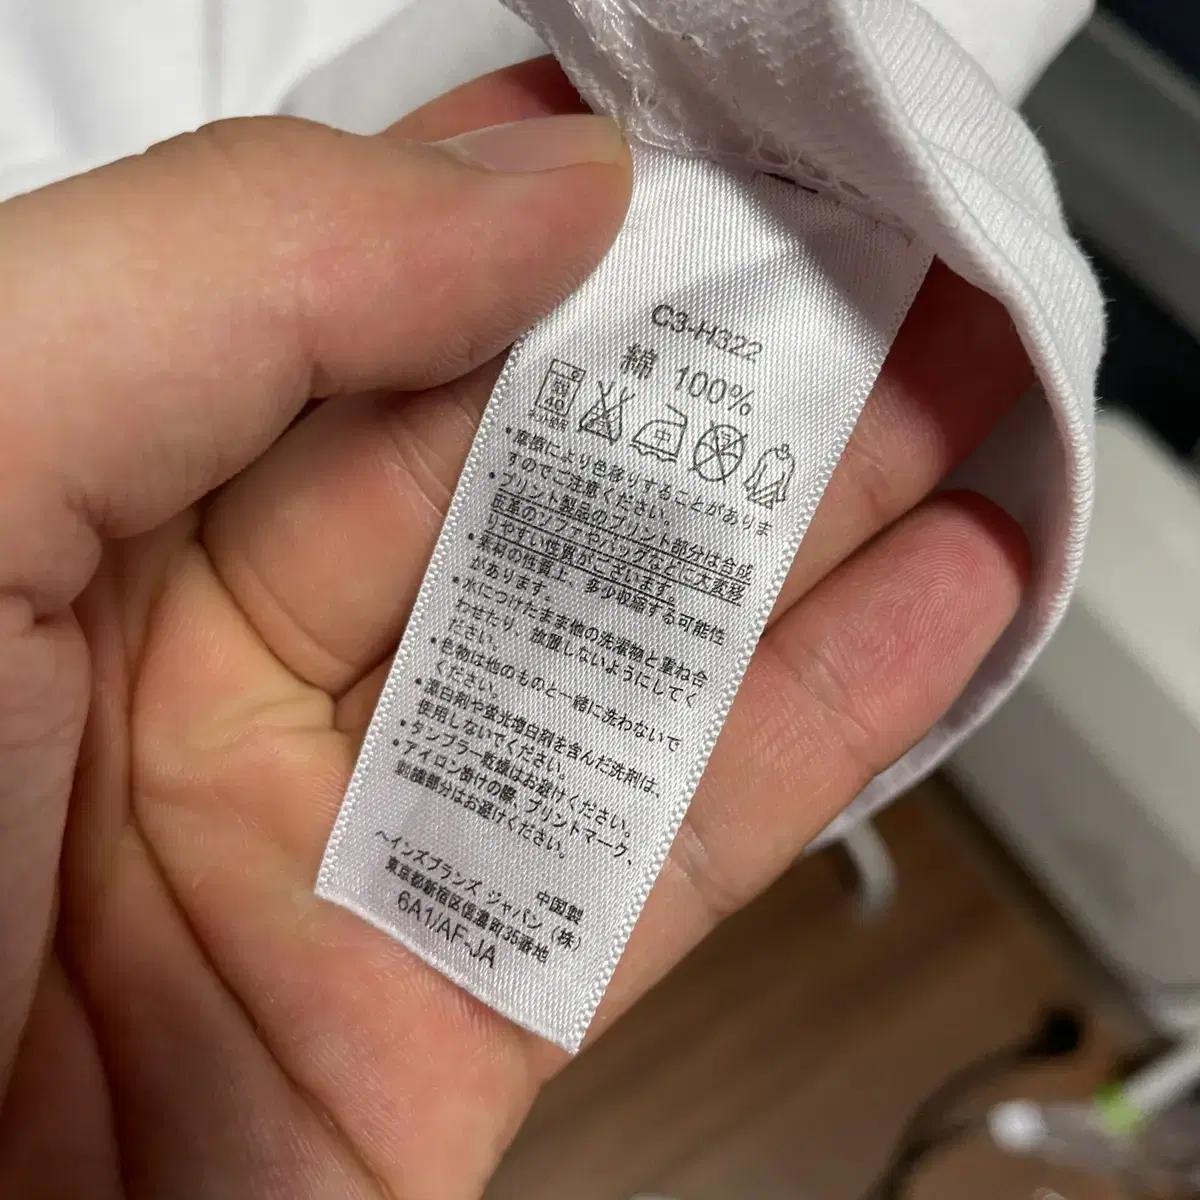 C3-H322
綿 100%
・摩擦により色移りすることがありま
すのでご注意ください。
・プリント製品のプリント部分は合成
皮革のソファやバッグなどに大変移
りやすい性質がございます。
・素材の性質上、多少収縮する可能性
があります。
・水につけたまま他の洗濯物と重ね合
わせたり、放置しないようにしてく
ださい。
・色物は他のものと一緒に洗わないで
ください。
・漂白剤や蛍光増白剤を含んだ洗剤は、
使用しないでください。
・タンブラー乾燥はお避けください。
・アイロン掛けの際、プリントマーク、
刺繍部分はお避けください。
中国製
ヘインズブランズ ジャパン（株）
東京都新宿区信濃町35番地
6A1/AF-JA